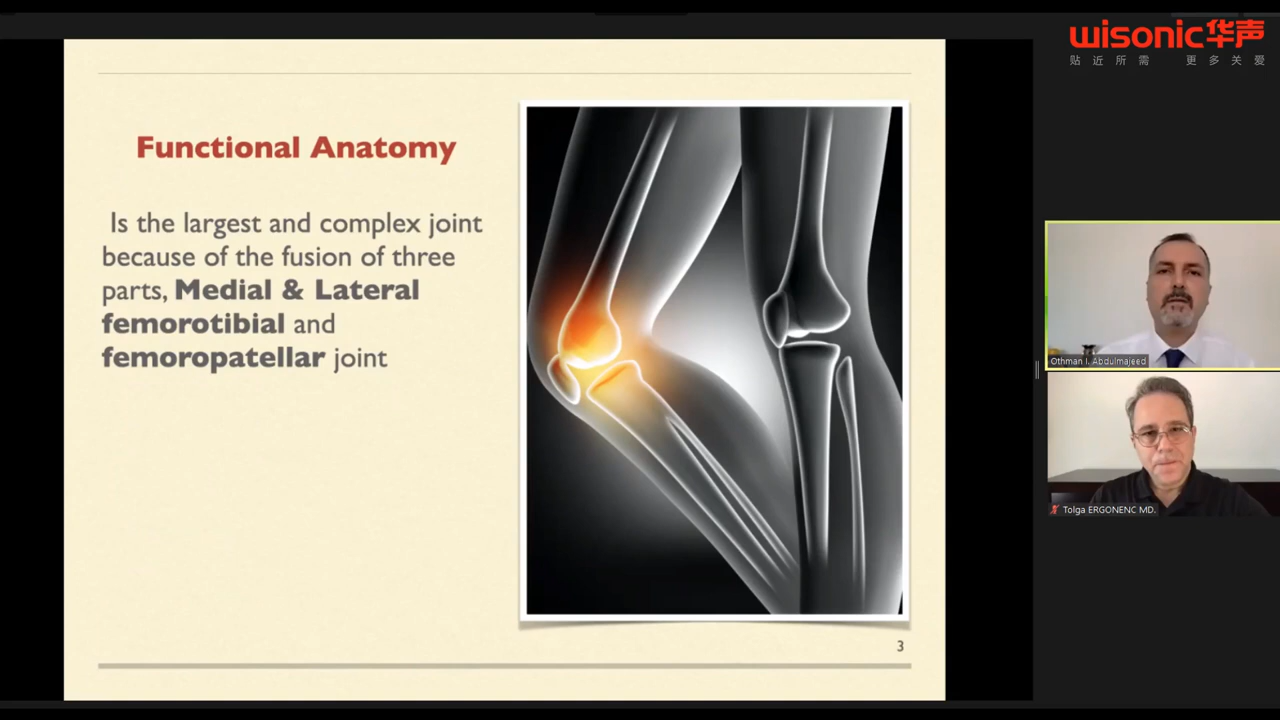 wisonic华声
贴近所需 更多关爱
Functional Anatomy
Is the largest and complex joint
because of the fusion of three
parts, Medial & Lateral
femorotibial and
femoropatellar joint
3
Othman I. Abdulmajeed
Tolga ERGONENC MD.